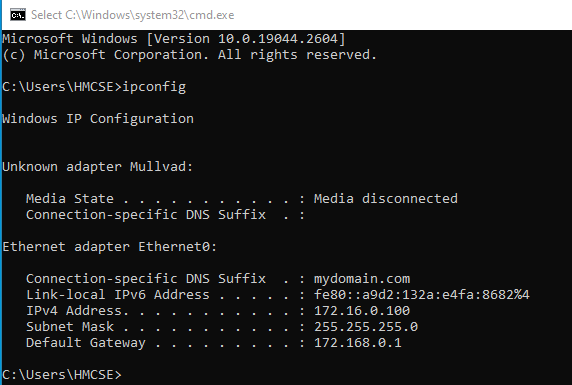 Select C:\Windows\system32\cmd.exe
Microsoft Windows [Version 10.0.19044.2604]
(c) Microsoft Corporation. All rights reserved.
C:\Users\HMCSE>ipconfig
Windows IP Configuration
Unknown adapter Mullvad:
Media State . . . . . . . . . . . : Media disconnected
Connection-specific DNS Suffix  . :
Ethernet adapter Ethernet0:
Connection-specific DNS Suffix  . : mydomain.com
Link-local IPv6 Address . . . . . : fe80::a9d2:132a:e4fa:8682%4
IPv4 Address. . . . . . . . . . . : 172.16.0.100
Subnet Mask . . . . . . . . . . . : 255.255.255.0
Default Gateway . . . . . . . . . : 172.168.0.1
C:\Users\HMCSE>